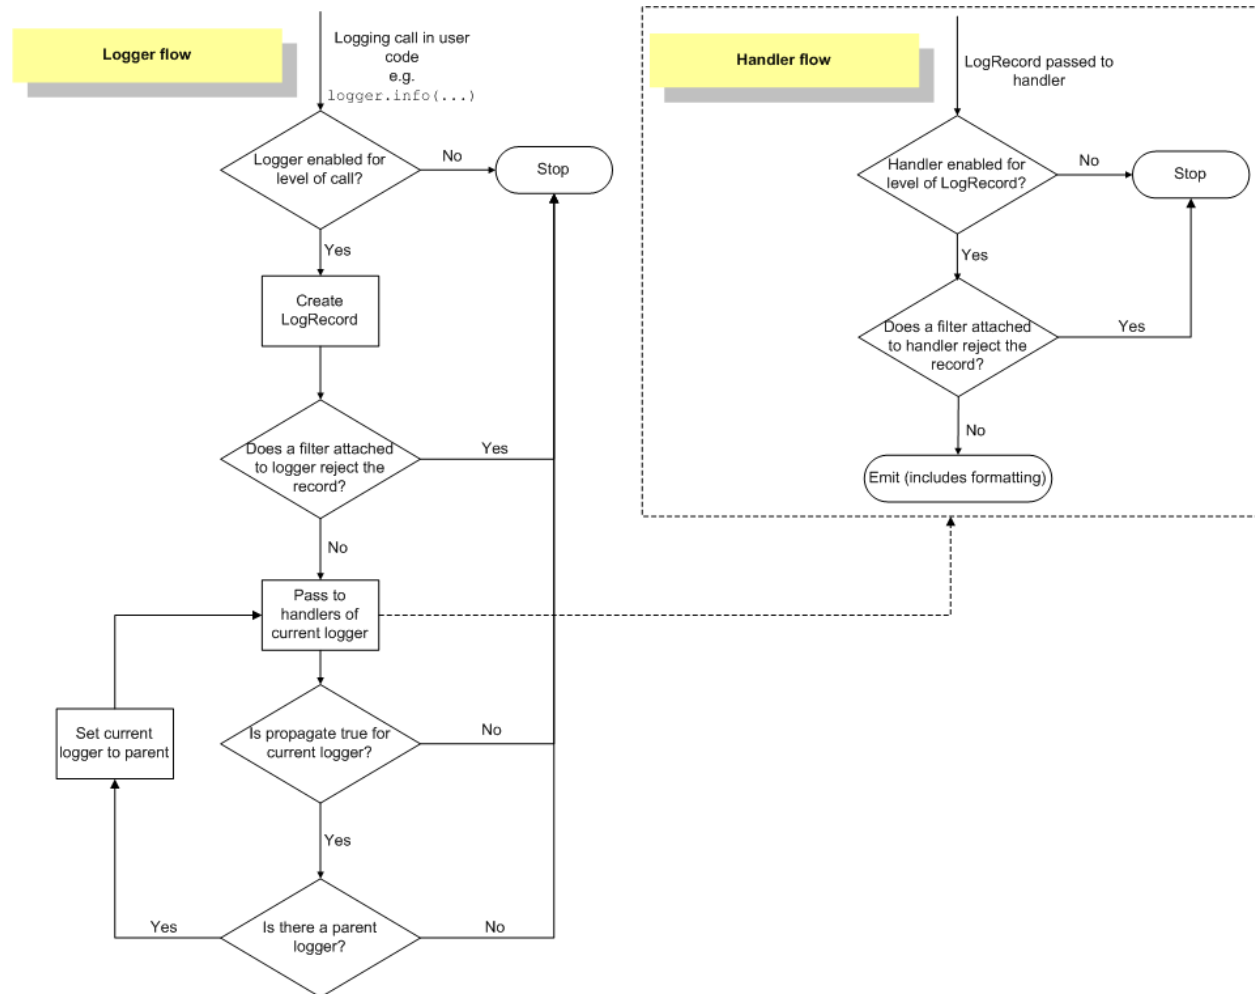 Logger flow
Logging call in user
code
e.g.
logger.info(...)
Logger enabled for
level of call?
No
Stop
Yes
Create
LogRecord
Does a filter attached
to logger reject the
record?
Yes
No
Pass to
handlers of
current logger
Set current
logger to parent
Is propagate true for
current logger?
No
Yes
Is there a parent
logger?
Yes
No
Handler flow
LogRecord passed to
handler
Handler enabled for
level of LogRecord?
No
Stop
Yes
Does a filter attached
to handler reject the
record?
Yes
No
Emit (includes formatting)